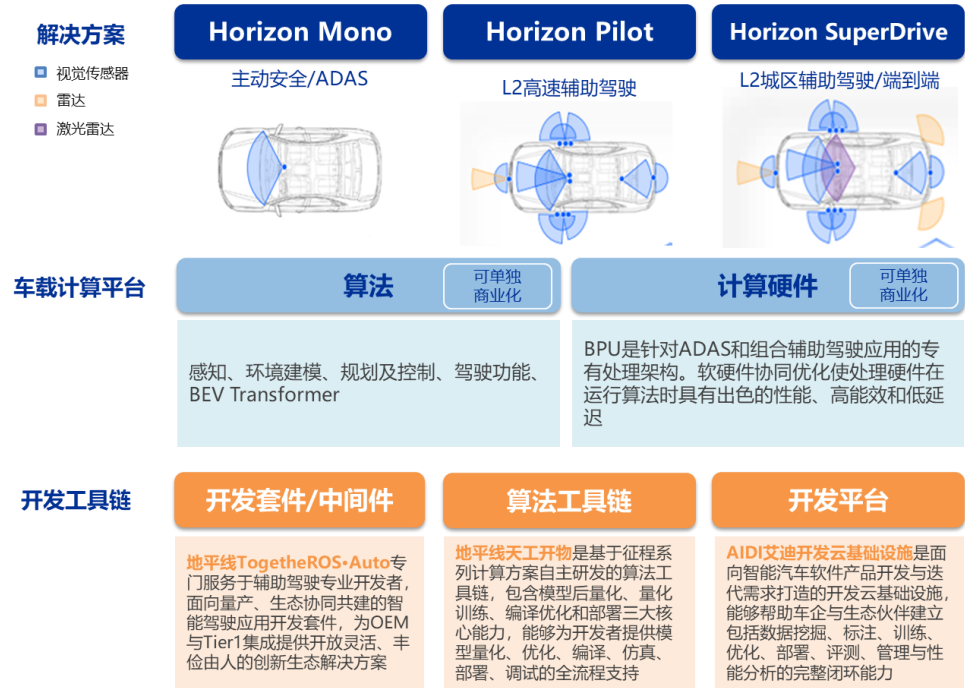 解决方案
视觉传感器
雷达
激光雷达
Horizon Mono
主动安全/ADAS
Horizon Pilot
L2高速辅助驾驶
Horizon SuperDrive
L2城区辅助驾驶/端到端
车载计算平台
算法
可单独
商业化
感知、环境建模、规划及控制、驾驶功能、
BEV Transformer
计算硬件
可单独
商业化
BPU是针对ADAS和组合辅助驾驶应用的专
有处理架构。软硬件协同优化使处理硬件在
运行算法时具有出色的性能、高能效和低延
迟
开发工具链
开发套件/中间件
地平线TogetheROS•Auto专
门服务于辅助驾驶专业开发者，
面向量产、生态协同共建的智
能驾驶应用开发套件，为OEM
与Tier1集成提供开放灵活、丰
俭由人的创新生态解决方案
算法工具链
地平线天工开物是基于征程系
列计算方案自主研发的算法工
具链，包含模型后量化、量化
训练、编译优化和部署三大核
心能力，能够为开发者提供模
型量化、优化、编译、仿真、
部署、调试的全流程支持
开发平台
AIDI艾迪开发云基础设施是面
向智能汽车软件产品开发与迭
代需求打造的开发云基础设施，
能够帮助车企与生态伙伴建立
包括数据挖掘、标注、训练、
优化、部署、评测、管理与性
能分析的完整闭环能力